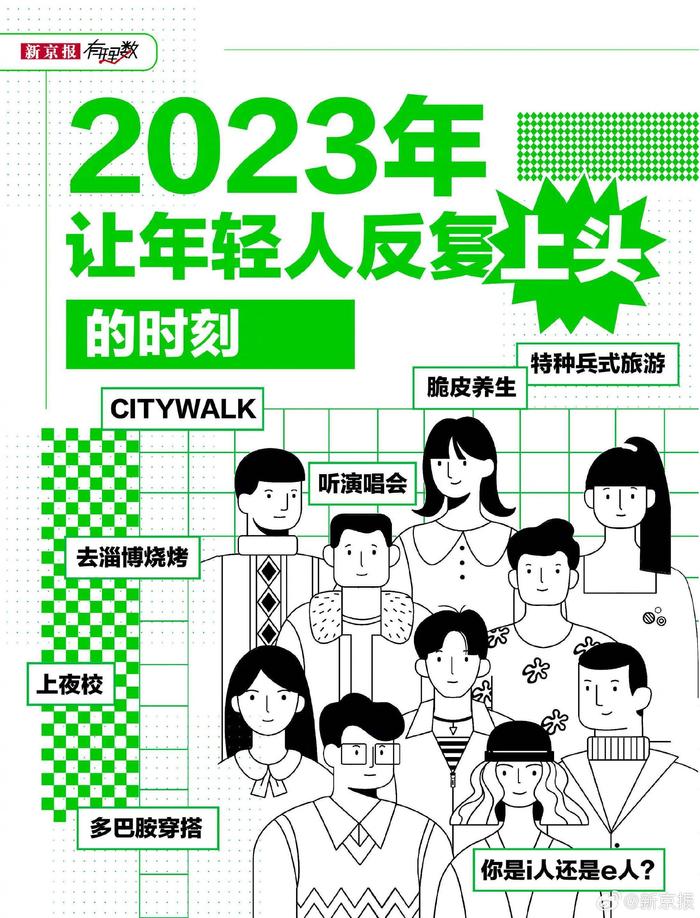 新京报 有理数
2023年
让年轻人反复上头
的时刻
特种兵式旅游
脆皮养生
CITYWALK
听演唱会
去淄博烧烤
上夜校
多巴胺穿搭
你是i人还是e人?
@新京报